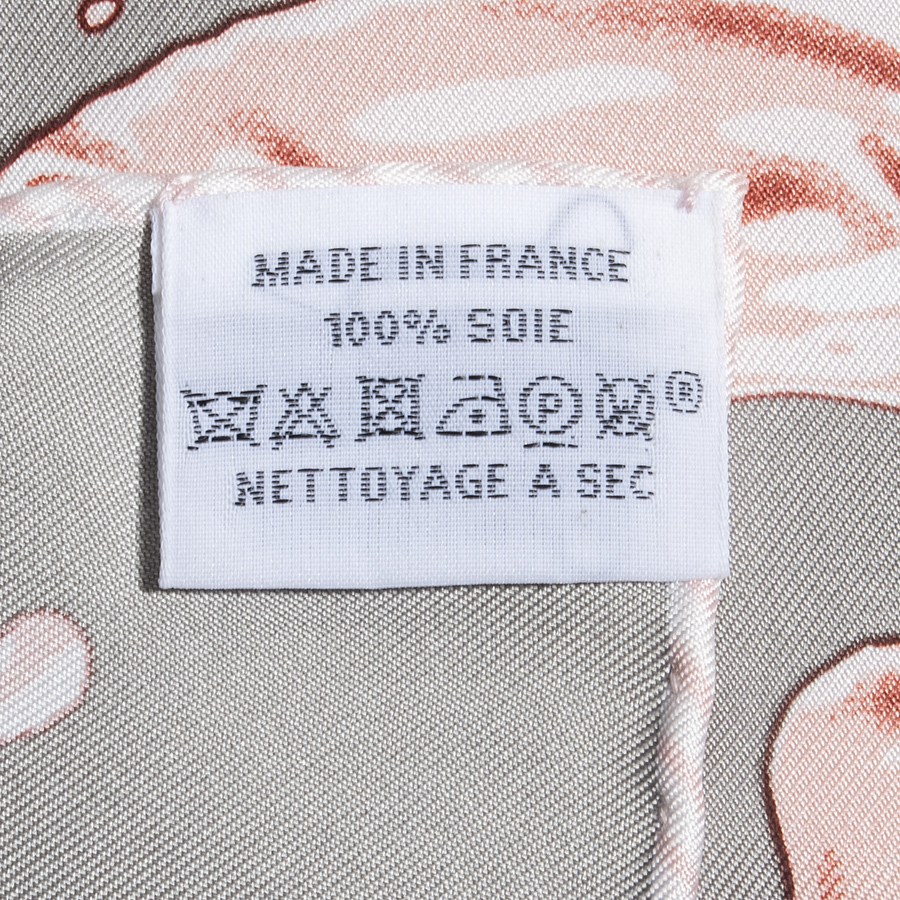 MADE IN FRANCE
100% SOIE
P W ®
NETTOYAGE A SEC